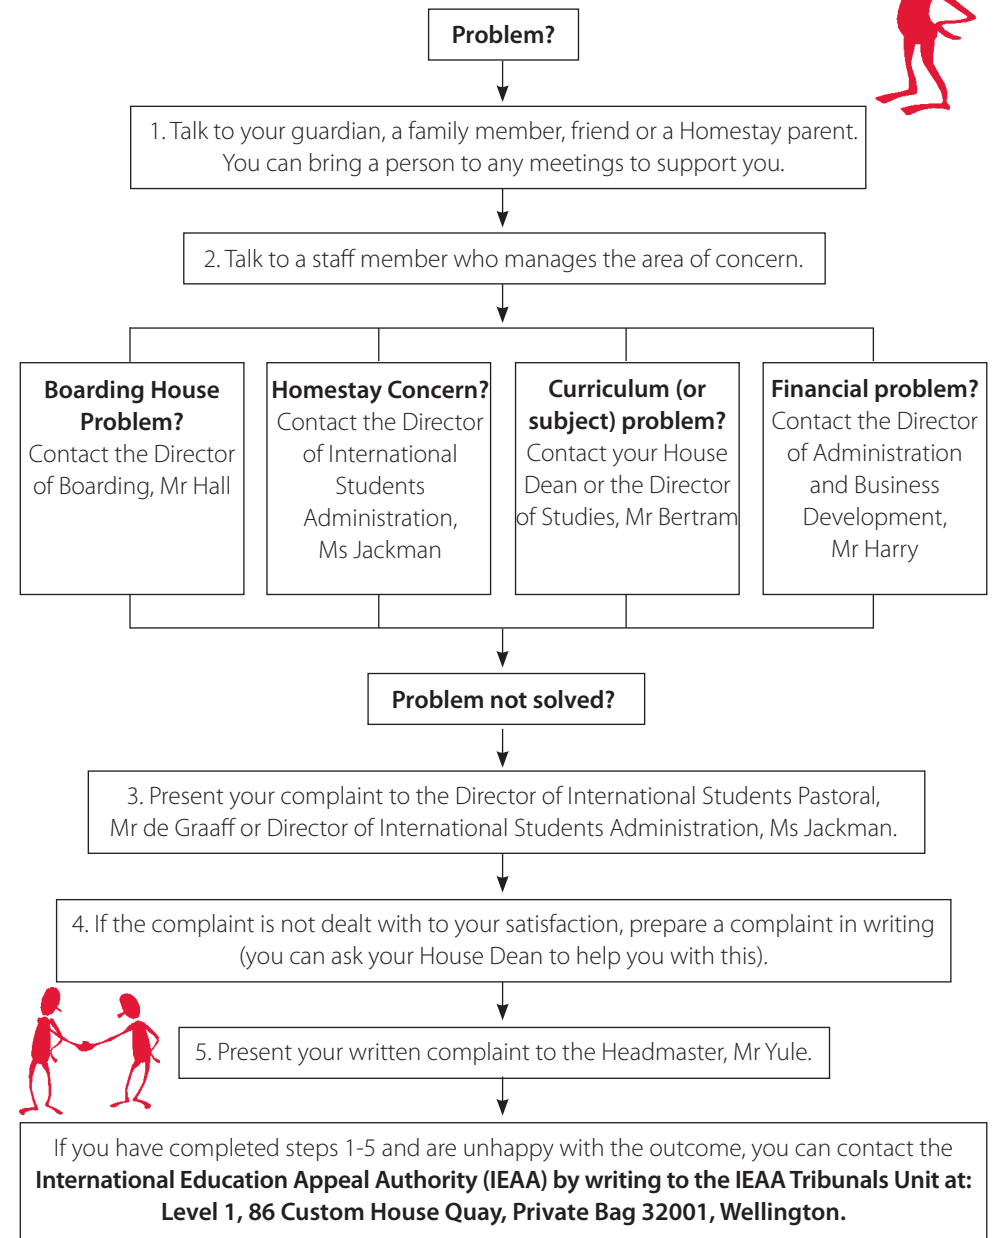 Problem?
1. Talk to your guardian, a family member, friend or a Homestay parent.
You can bring a person to any meetings to support you.
2. Talk to a staff member who manages the area of concern.
Boarding House
Problem?
Contact the Director
of Boarding, Mr Hall
Homestay Concern?
Contact the Director
of International
Students
Administration,
Ms Jackman
Curriculum (or
subject) problem?
Contact your House
Dean or the Director
of Studies, Mr Bertram
Financial problem?
Contact the Director
of Administration
and Business
Development,
Mr Harry
Problem not solved?
3. Present your complaint to the Director of International Students Pastoral,
Mr de Graaff or Director of International Students Administration, Ms Jackman.
4. If the complaint is not dealt with to your satisfaction, prepare a complaint in writing
(you can ask your House Dean to help you with this).
5. Present your written complaint to the Headmaster, Mr Yule.
If you have completed steps 1-5 and are unhappy with the outcome, you can contact the
International Education Appeal Authority (IEAA) by writing to the IEAA Tribunals Unit at:
Level 1, 86 Custom House Quay, Private Bag 32001, Wellington.